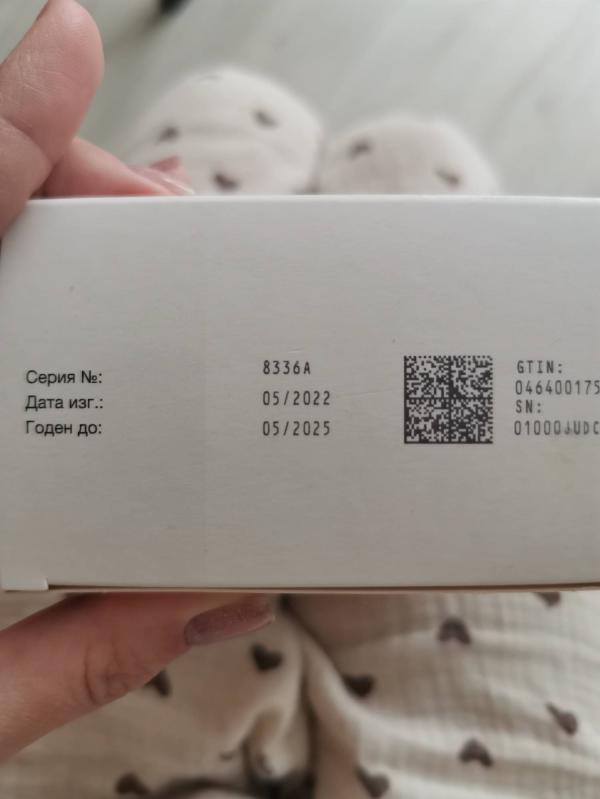 Серия №: 8336A
Дата изг.: 05/2022
Годен до: 05/2025
GTIN:
046400175
SN:
01000JUDC